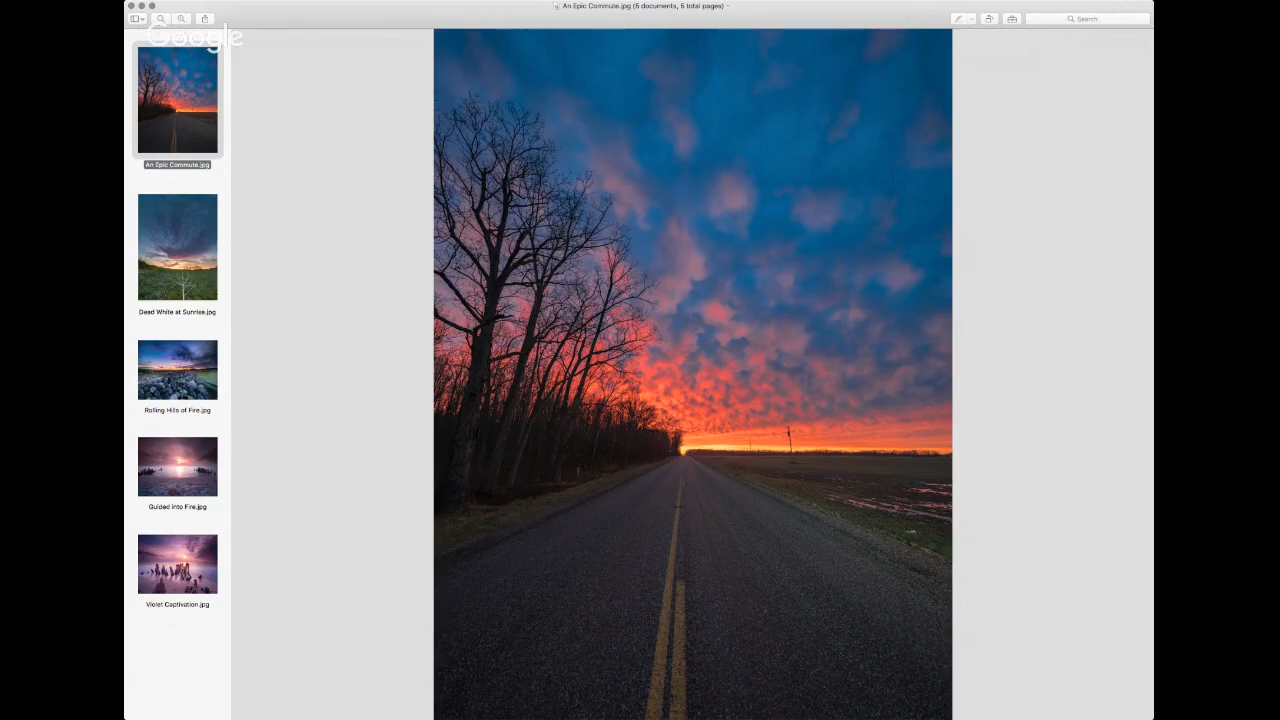 An Epic Commute.jpg (5 documents, 5 total pages)
Search
Google
An Epic Commute.jpg
Dead White at Sunrise.jpg
Rolling Hills of Fire.jpg
Guided into Fire.jpg
Violet Captivation.jpg